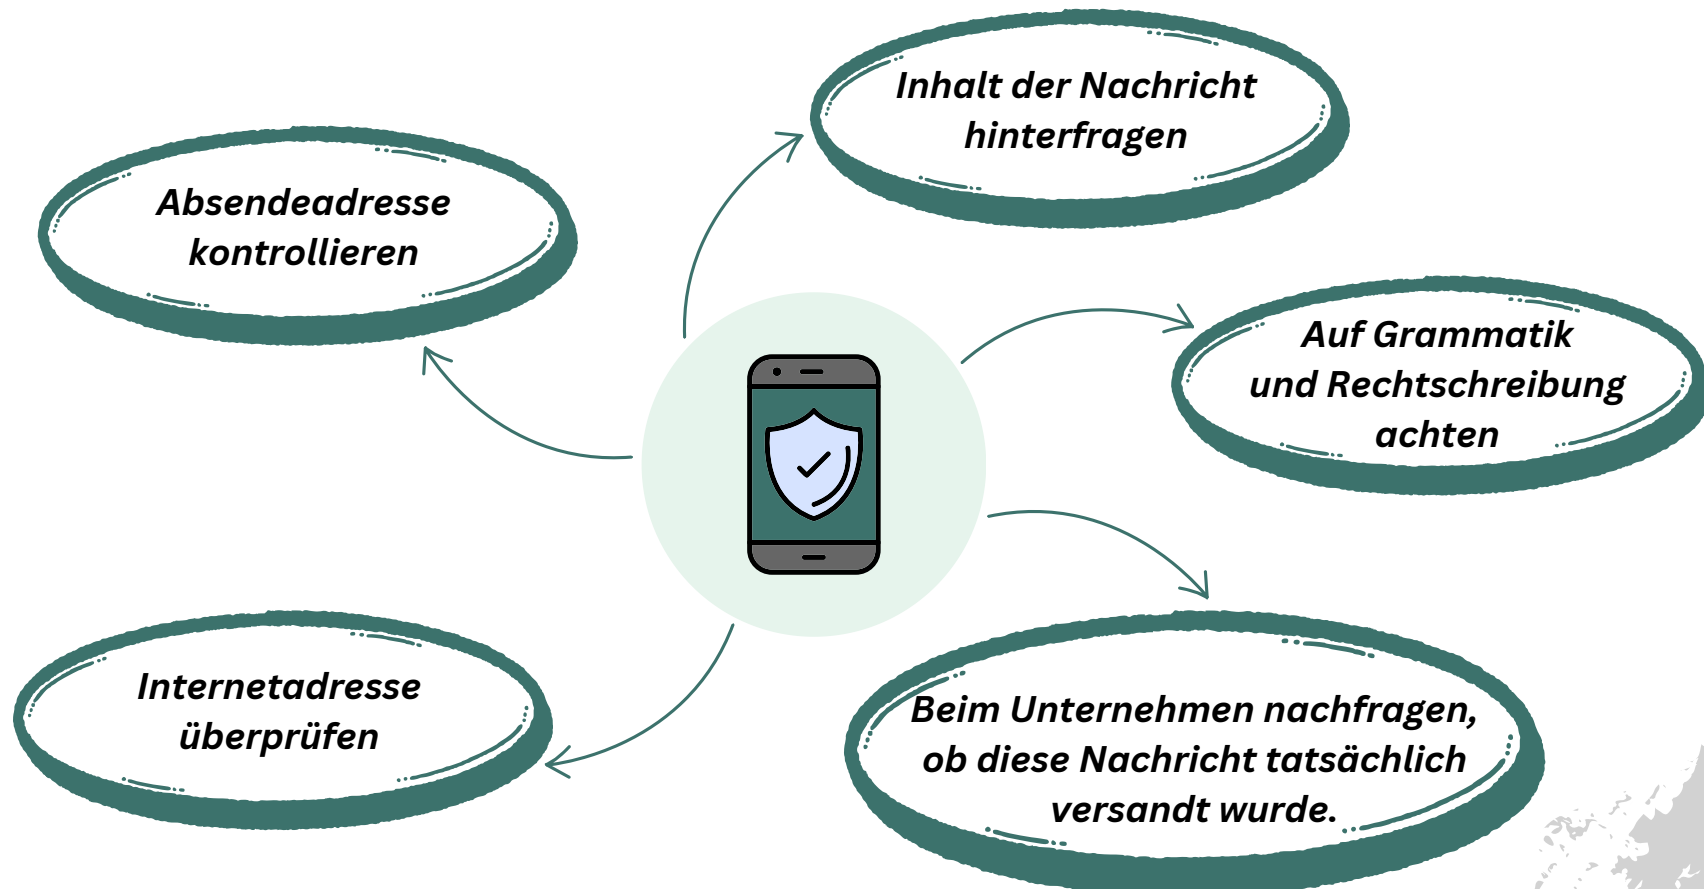 Inhalt der Nachricht
hinterfragen
Absendeadresse
kontrollieren
Auf Grammatik
und Rechtschreibung
achten
Internetadresse
überprüfen
Beim Unternehmen nachfragen,
ob diese Nachricht tatsächlich
versandt wurde.